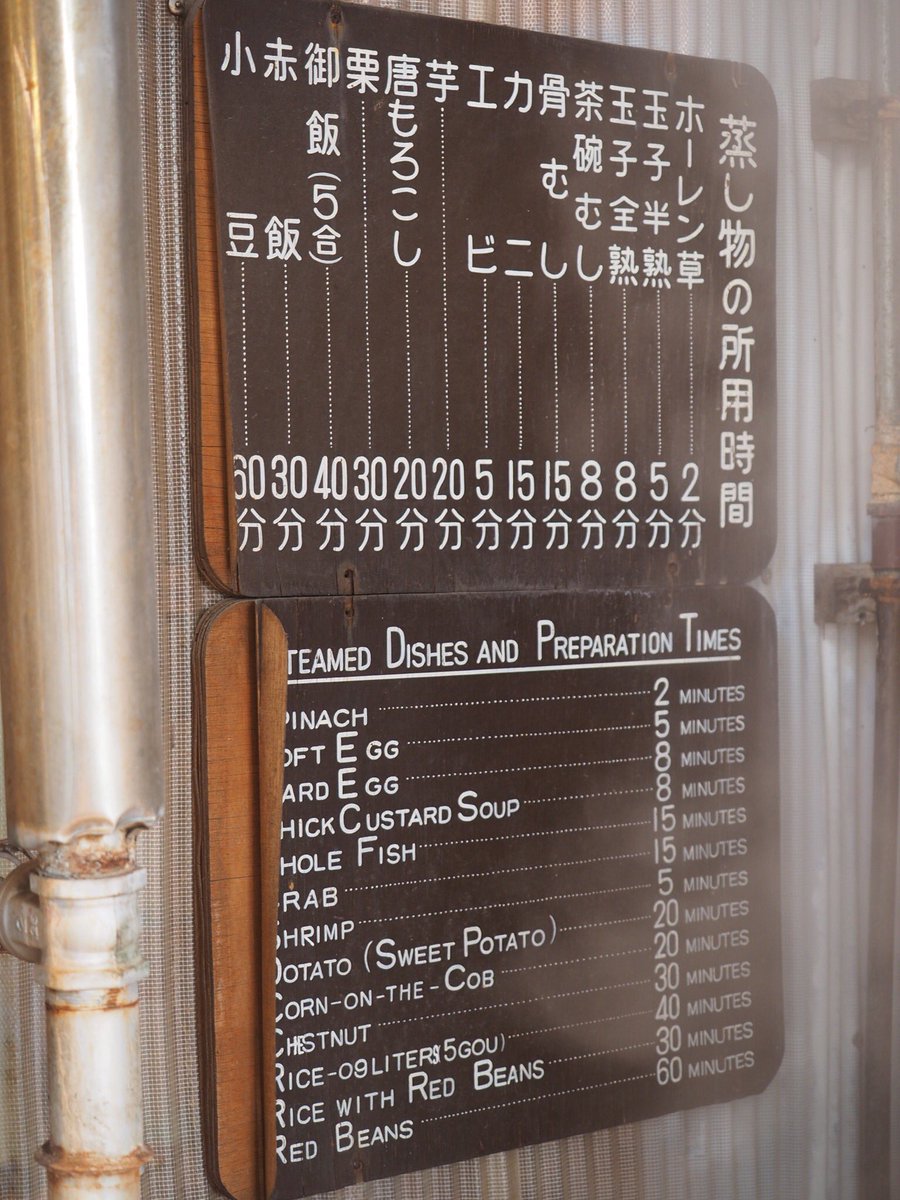 蒸し物の所用時間
ホーレン草 2分
玉子半熟 5分
玉子全熟 8分
茶碗むし 8分
骨むし 15分
カニ 15分
エビ 5分
芋 20分
唐もろこし 20分
栗 30分
御飯(5合) 40分
赤飯 30分
小豆 60分
TEAMED DISHES AND PREPARATION TIMES
PINACH 2 MINUTES
OFT EGG 5 MINUTES
ARD EGG 8 MINUTES
HICK CUSTARD SOUP 8 MINUTES
HOLE FISH 15 MINUTES
RAB 15 MINUTES
SHRIMP 5 MINUTES
POTATO (SWEET POTATO) 20 MINUTES
CORN-ON-THE-COB 20 MINUTES
CHESTNUT 30 MINUTES
RICE-09LITERS(5GOU) 40 MINUTES
RICE WITH RED BEANS 30 MINUTES
RED BEANS 60 MINUTES